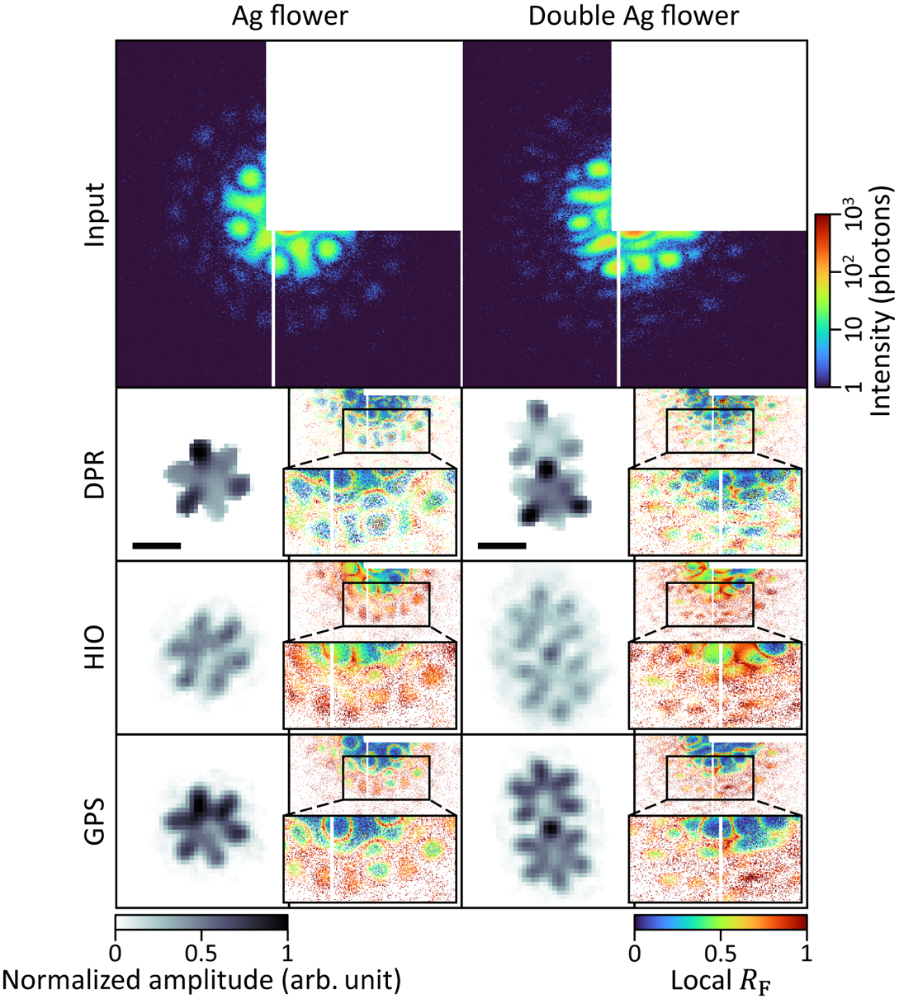 Ag flower
Double Ag flower
Input
10³
10²
10
1
Intensity (photons)
DPR
HIO
GPS
0
0.5
1
Normalized amplitude (arb. unit)
0
0.5
1
Local R_F